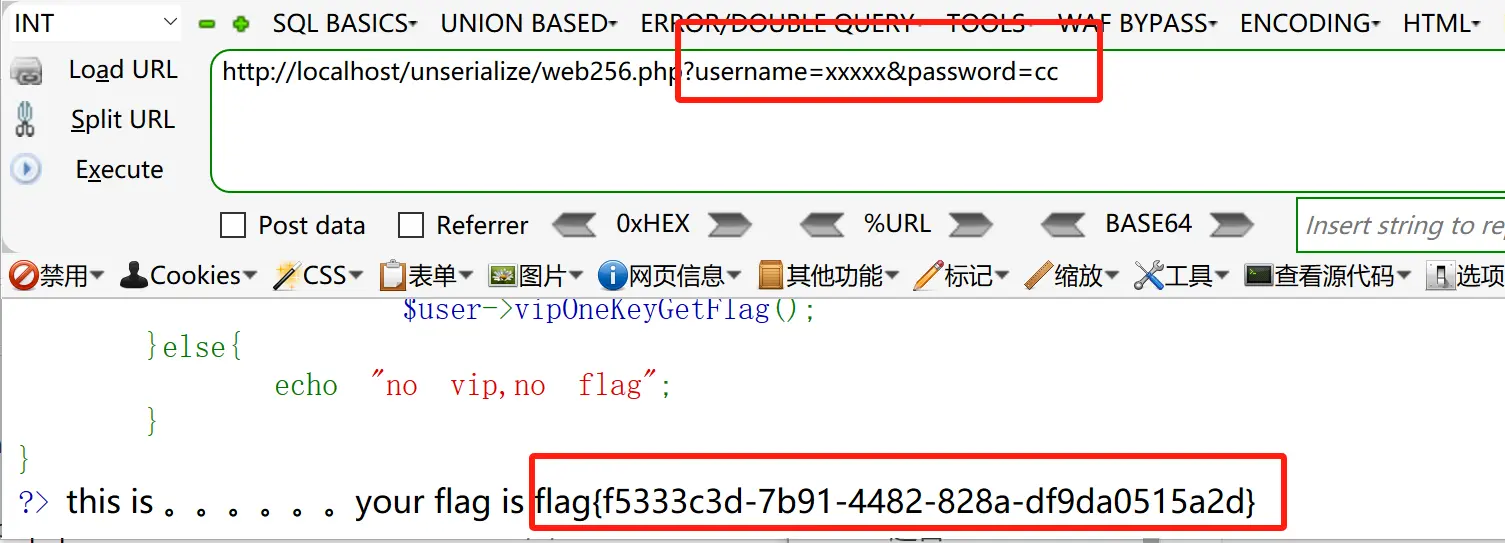 INT SQL BASICS UNION BASED ERROR/DOUBLE QUERY TOOLS WAF BYPASS ENCODING HTML
Load URL
Split URL
Execute
http://localhost/unserialize/web256.php?username=xxxxx&password=cc
Post data Referrer 0xHEX %URL BASE64 Insert string to rep
禁用 Cookies CSS 表单 图片 网页信息 其他功能 标记 缩放 工具 查看源代码 选项
$user->vipOneKeyGetFlag();
}else{
echo "no vip,no flag";
}
}
?> this is 。。。。。。your flag is flag{f5333c3d-7b91-4482-828a-df9da0515a2d}